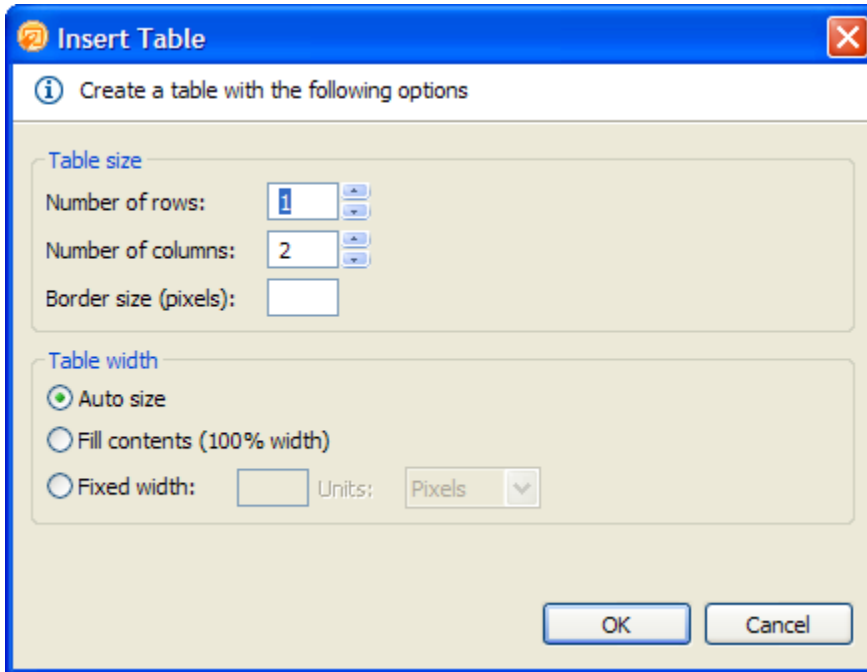 Insert Table
Create a table with the following options
Table size
Number of rows: 1
Number of columns: 2
Border size (pixels):
Table width
Auto size
Fill contents (100% width)
Fixed width: Units: Pixels
OK Cancel